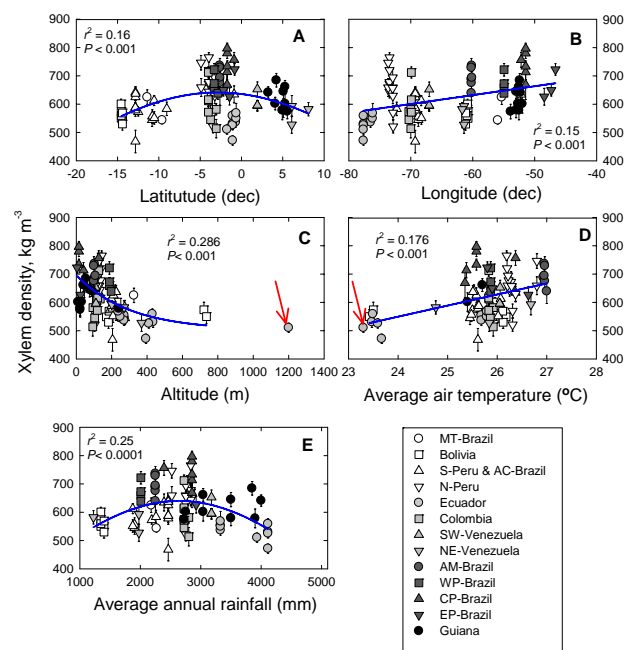 r² = 0.16
P < 0.001
A
900
800
700
600
500
400
-20 -15 -10 -5 0 5 10
Latitutude (dec)
B
r² = 0.15
P < 0.001
900
800
700
600
500
400
-80 -70 -60 -50 -40
Longitude (dec)
Xylem density, kg m⁻³
C
r² = 0.286
P< 0.001
900
800
700
600
500
400
0 200 400 600 800 1000 1200 1400
Altitude (m)
D
r² = 0.176
P < 0.001
900
800
700
600
500
400
23 24 25 26 27 28
Average air temperature (ºC)
E
r² = 0.25
P< 0.0001
900
800
700
600
500
400
1000 2000 3000 4000 5000
Average annual rainfall (mm)
MT-Brazil
Bolivia
S-Peru & AC-Brazil
N-Peru
Ecuador
Colombia
SW-Venezuela
NE-Venezuela
AM-Brazil
WP-Brazil
CP-Brazil
EP-Brazil
Guiana